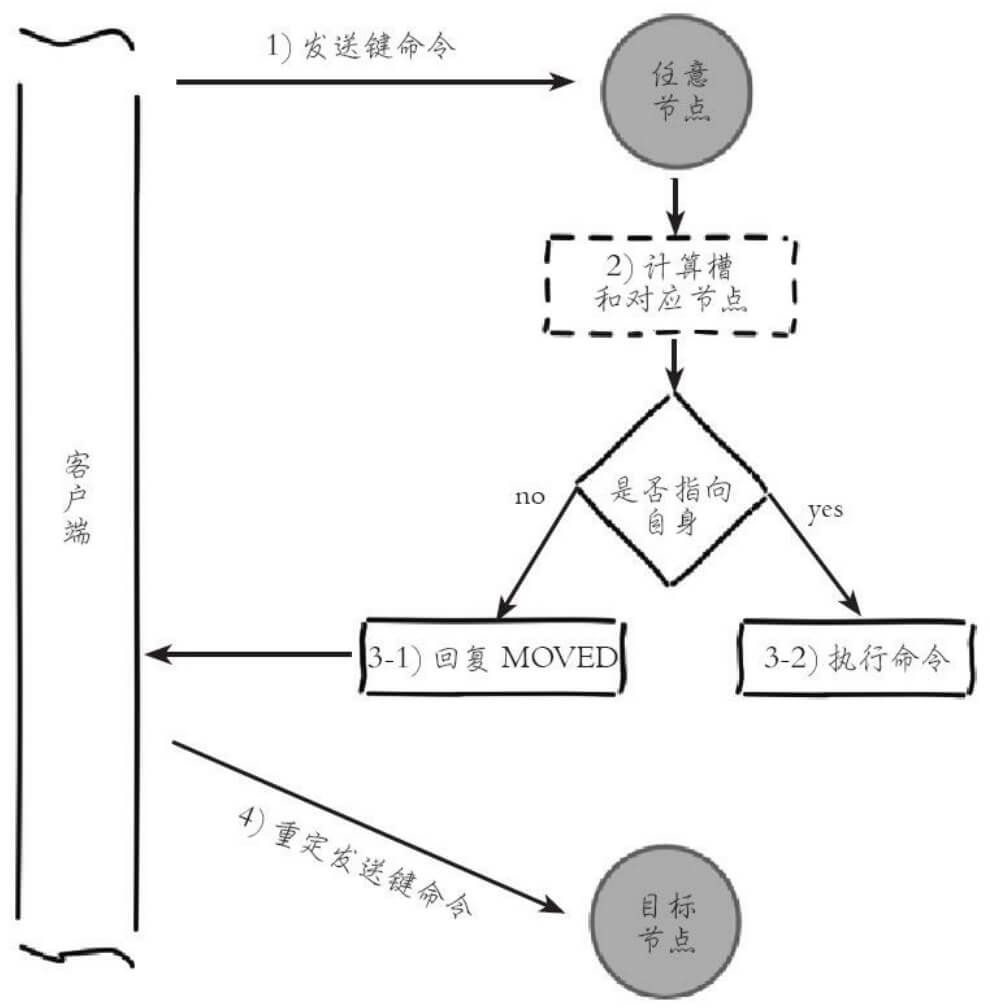 1) 发送键命令
任意
节点
2) 计算槽
和对应节点
客户端
是否指向
自身
no
yes
3-1) 回复 MOVED
3-2) 执行命令
4) 重定发送键命令
目标
节点